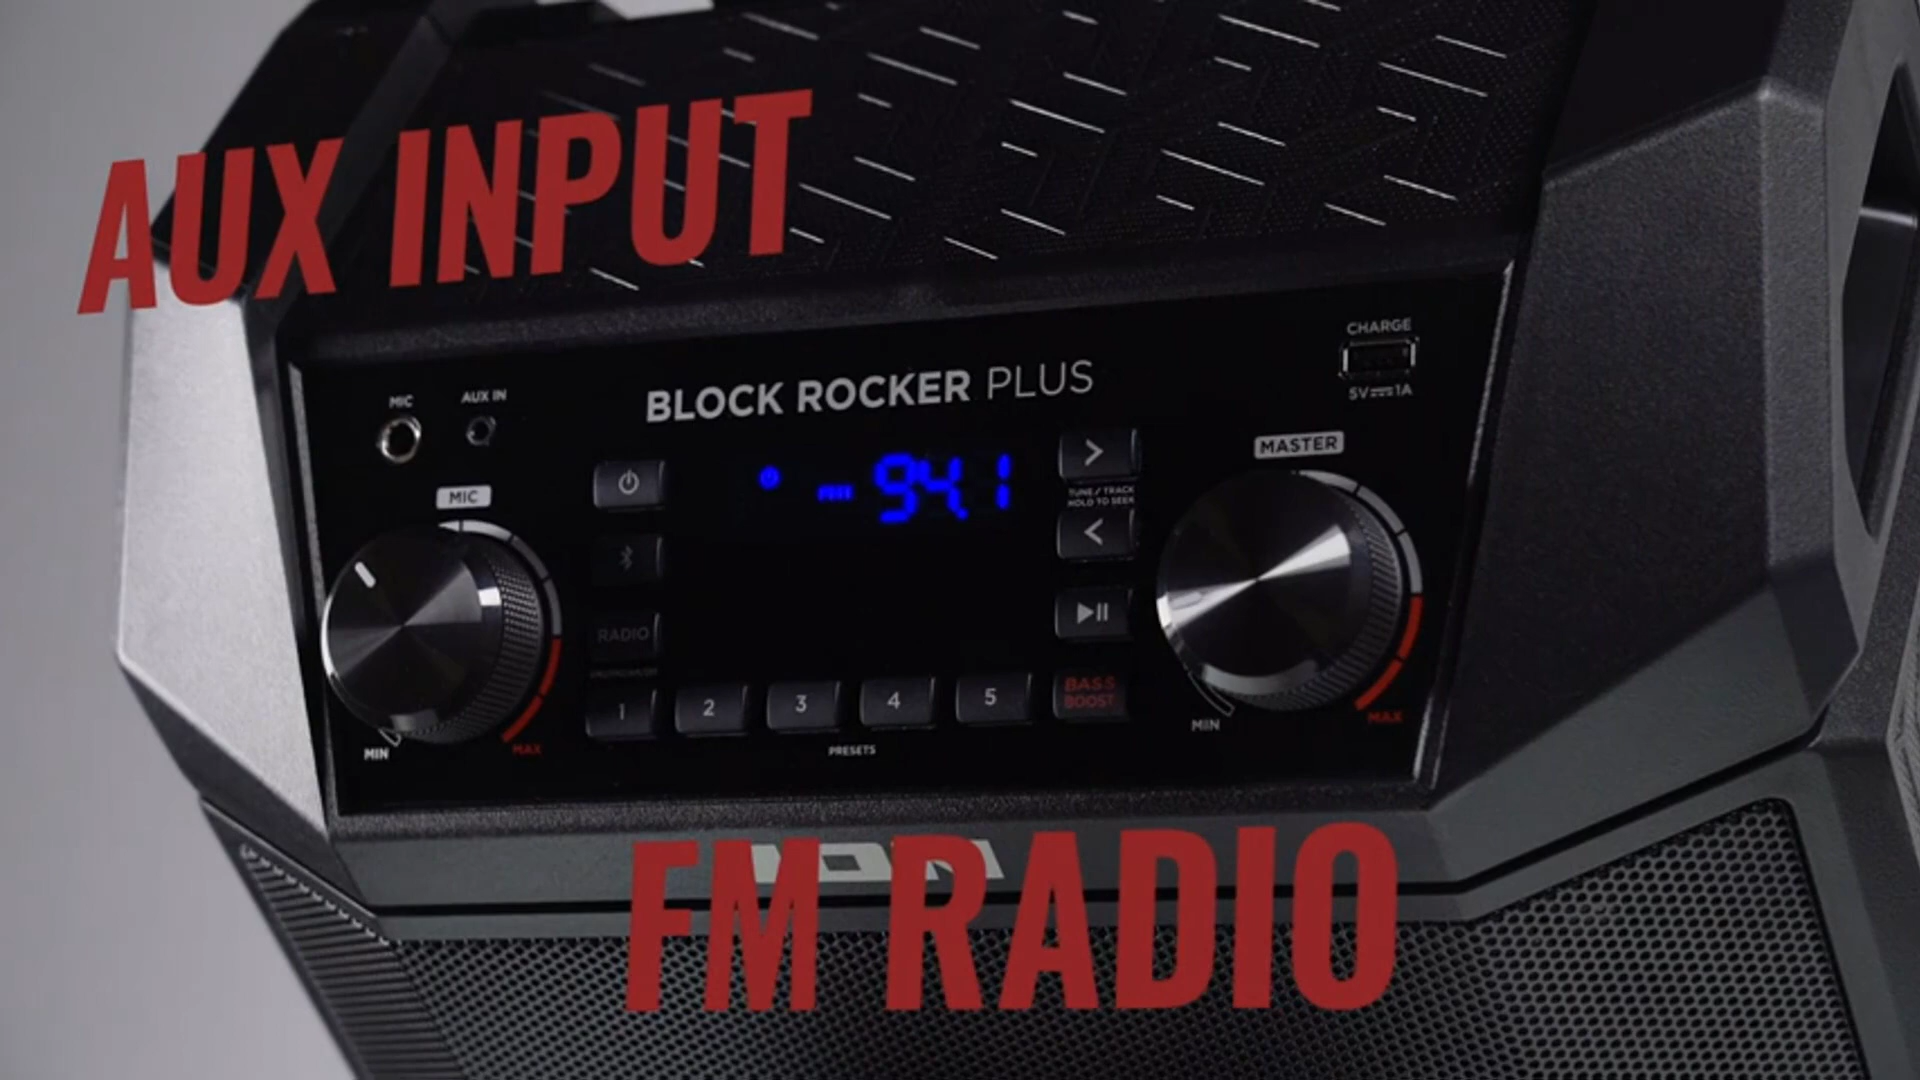 AUX INPUT
CHARGE
5V 1A
MIC
AUX IN
BLOCK ROCKER PLUS
MASTER
MIC
94.1
TUNE / TRACK
HOLD TO SEEK
RADIO
BASS
BOOST
1
2
3
4
5
MIN
MAX
PRESETS
MIN
MAX
ION
FM RADIO